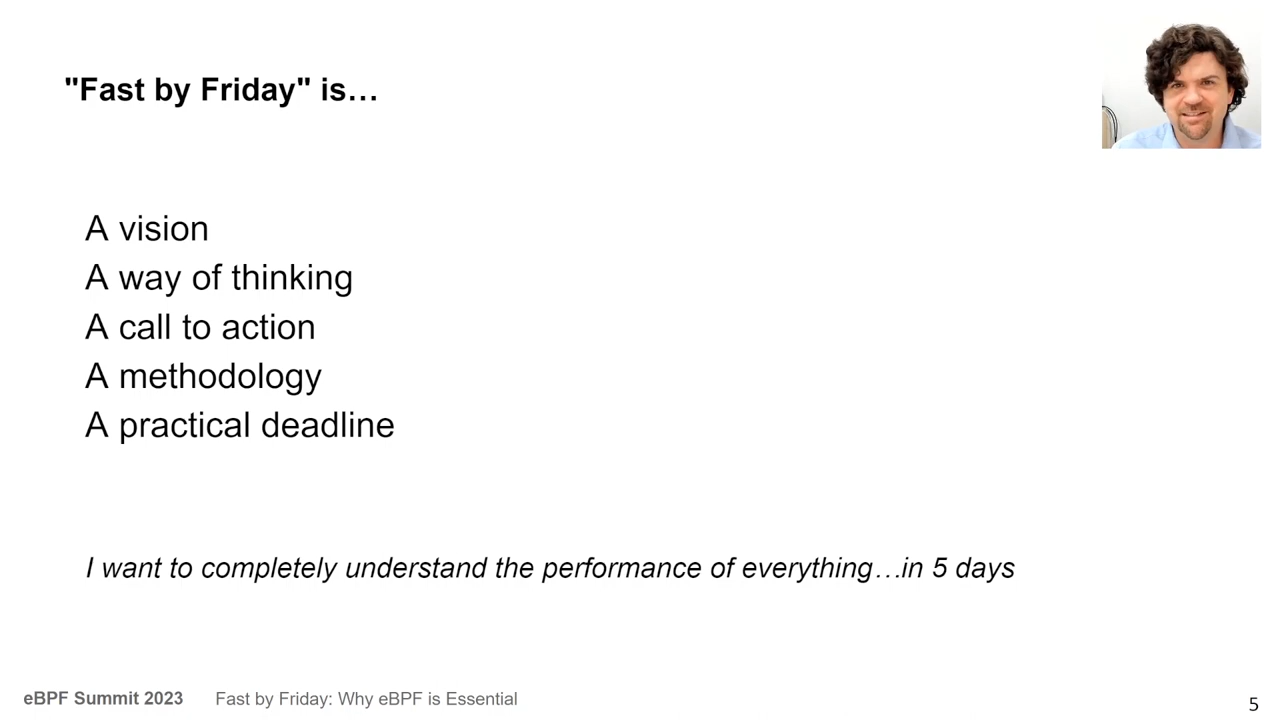 "Fast by Friday" is…
A vision
A way of thinking
A call to action
A methodology
A practical deadline
I want to completely understand the performance of everything…in 5 days
eBPF Summit 2023 Fast by Friday: Why eBPF is Essential
5